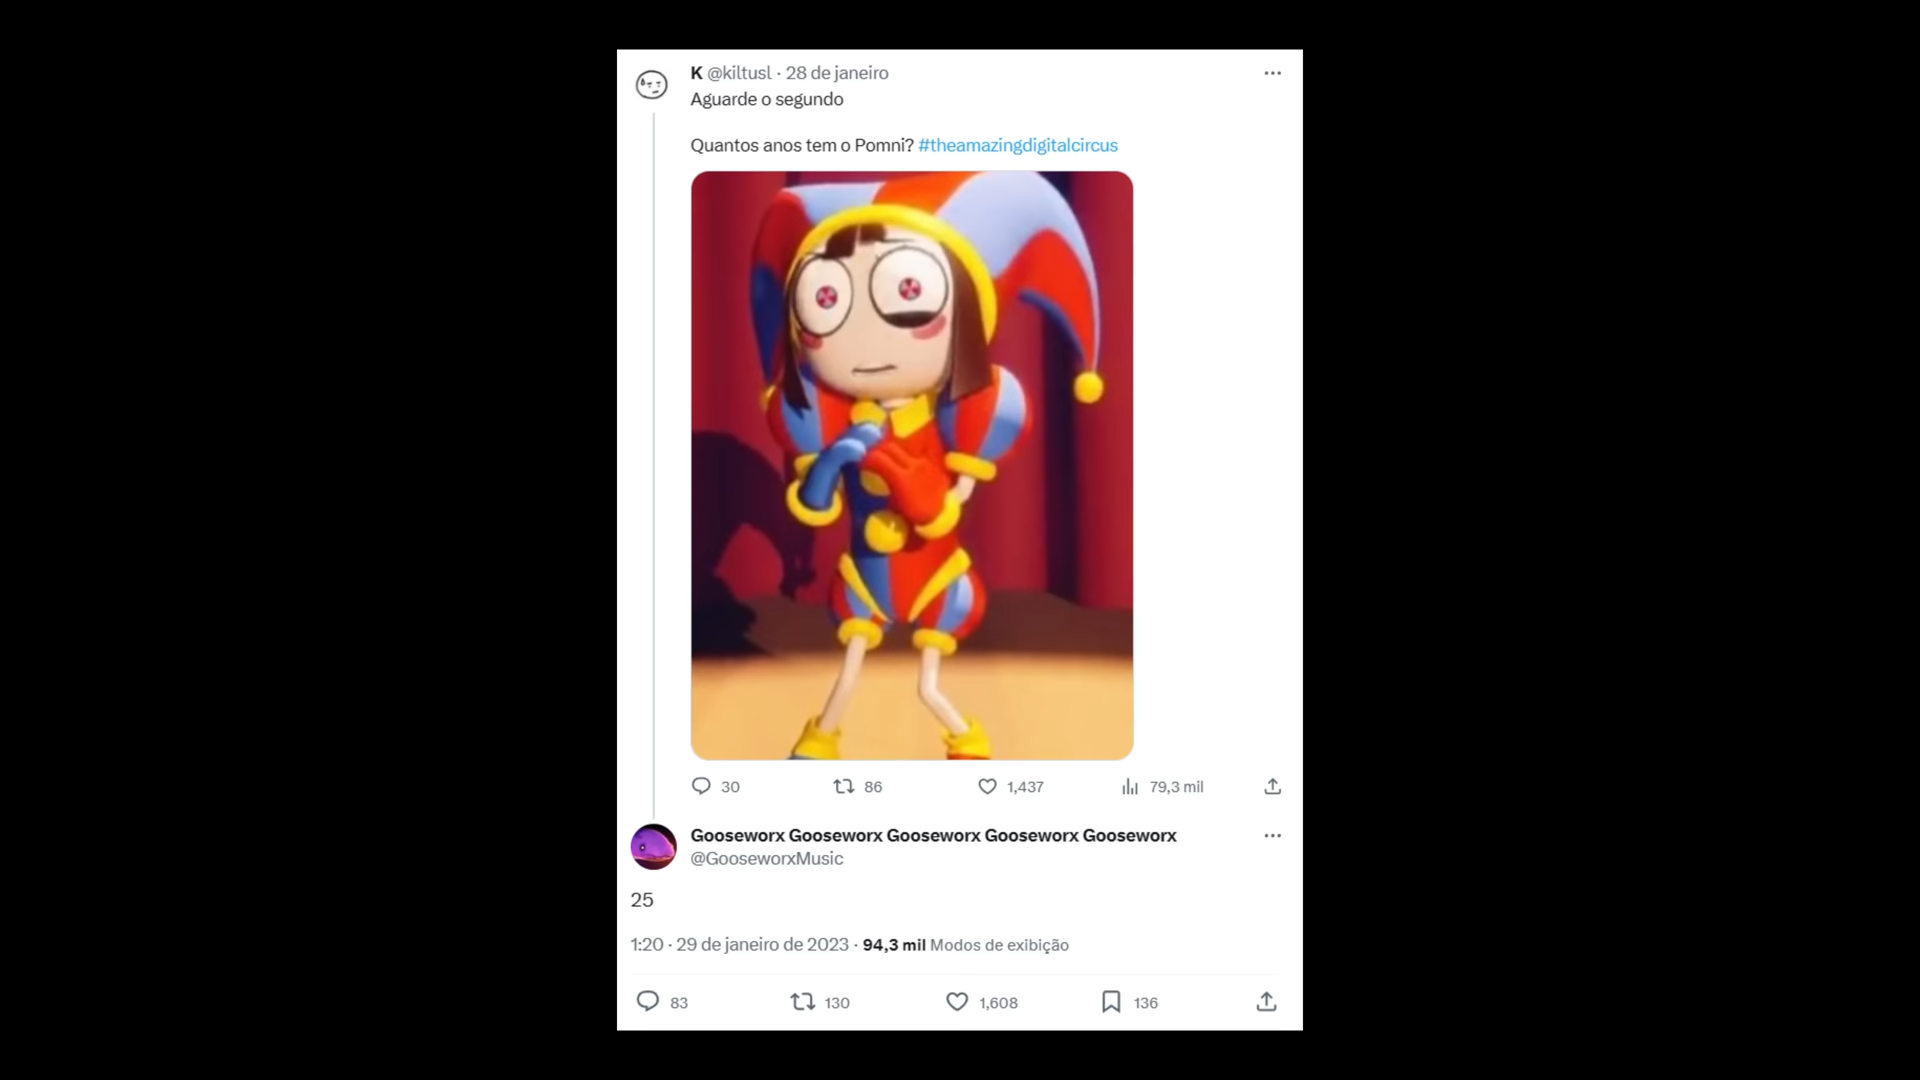 K @kiltusl · 28 de janeiro
Aguarde o segundo
Quantos anos tem o Pomni? #theamazingdigitalcircus
30 86 1,437 79,3 mil
Gooseworx Gooseworx Gooseworx Gooseworx Gooseworx
@GooseworxMusic
25
1:20 · 29 de janeiro de 2023 · 94,3 mil Modos de exibição
83 130 1,608 136